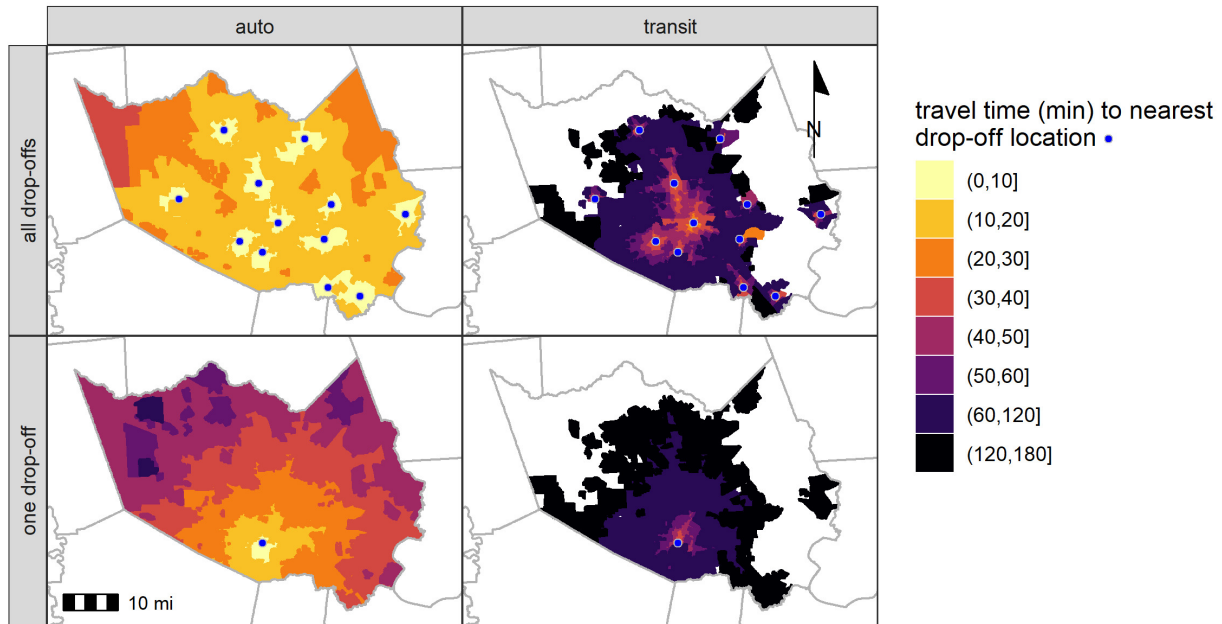 auto
transit
all drop-offs
one drop-off
N
10 mi
travel time (min) to nearest
drop-off location
(0,10]
(10,20]
(20,30]
(30,40]
(40,50]
(50,60]
(60,120]
(120,180]